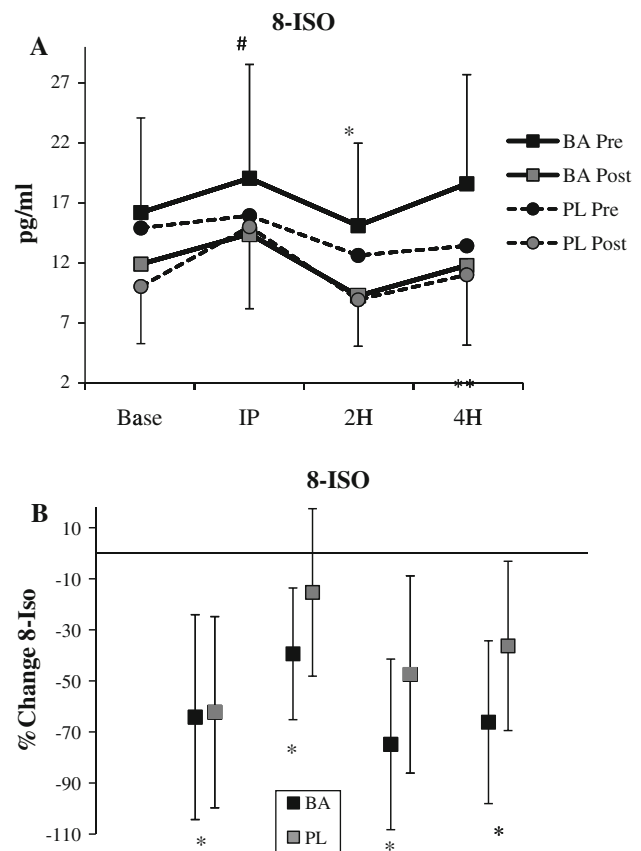 8-ISO
A
#
27
22
17
12
7
2
pg/ml
*
BA Pre
BA Post
PL Pre
PL Post
**
Base IP 2H 4H
8-ISO
B
10
-10
-30
-50
-70
-90
-110
% Change 8-Iso
* * * *
BA
PL